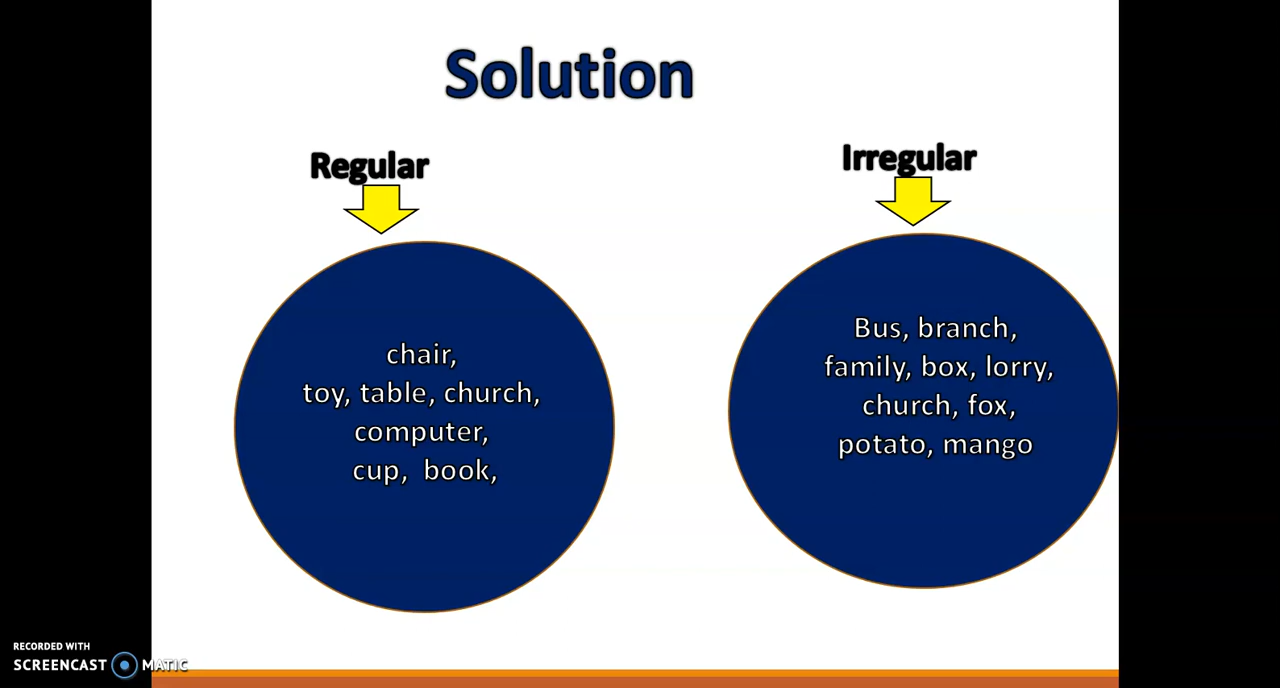 Solution
Regular
Irregular
chair,
toy, table, church,
computer,
cup, book,
Bus, branch,
family, box, lorry,
church, fox,
potato, mango
RECORDED WITH
SCREENCAST MATIC